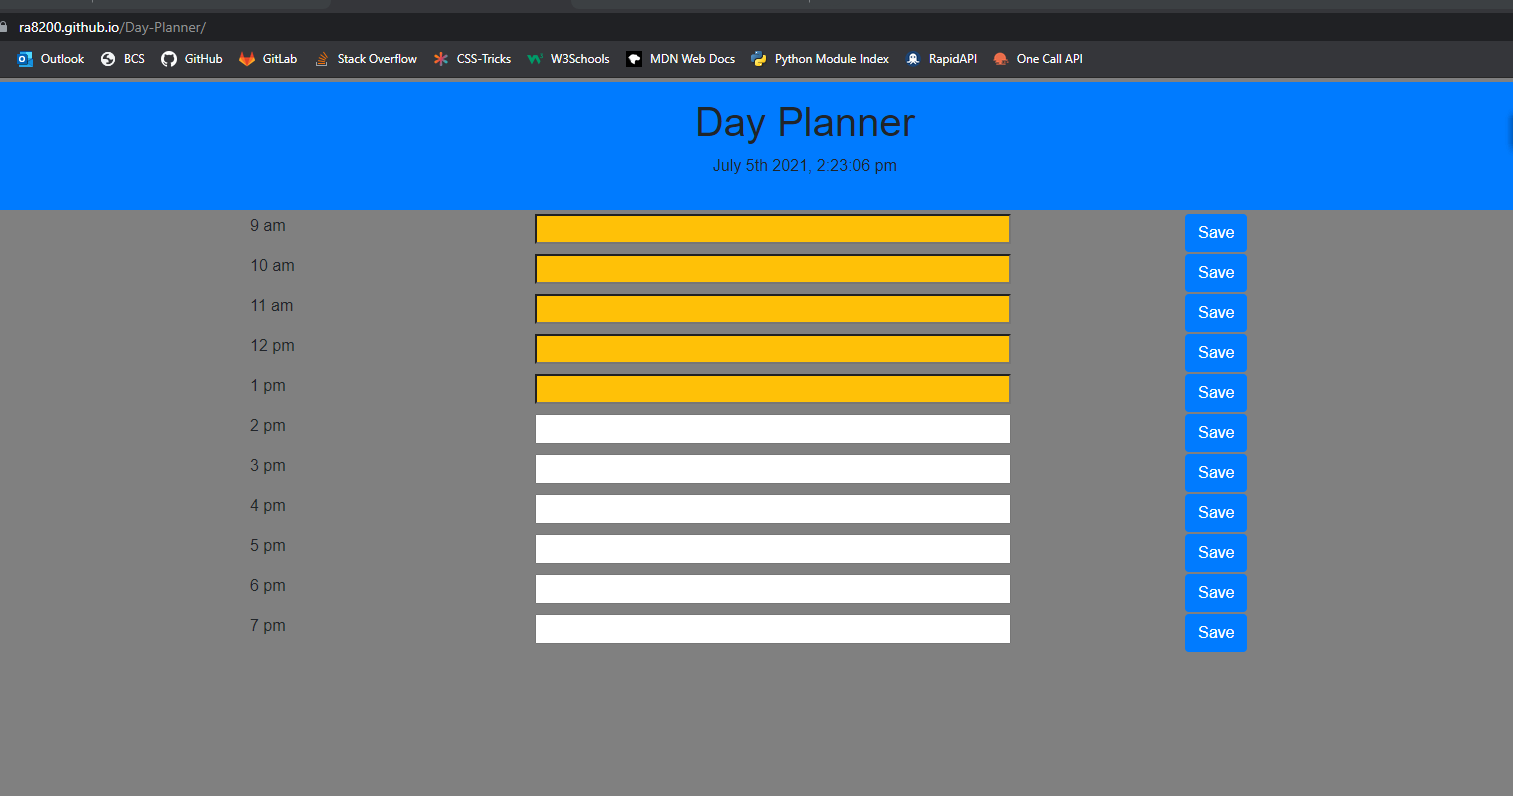 ra8200.github.io/Day-Planner/
Outlook BCS GitHub GitLab Stack Overflow CSS-Tricks W3Schools MDN Web Docs Python Module Index RapidAPI One Call API
Day Planner
July 5th 2021, 2:23:06 pm
9 am Save
10 am Save
11 am Save
12 pm Save
1 pm Save
2 pm Save
3 pm Save
4 pm Save
5 pm Save
6 pm Save
7 pm Save